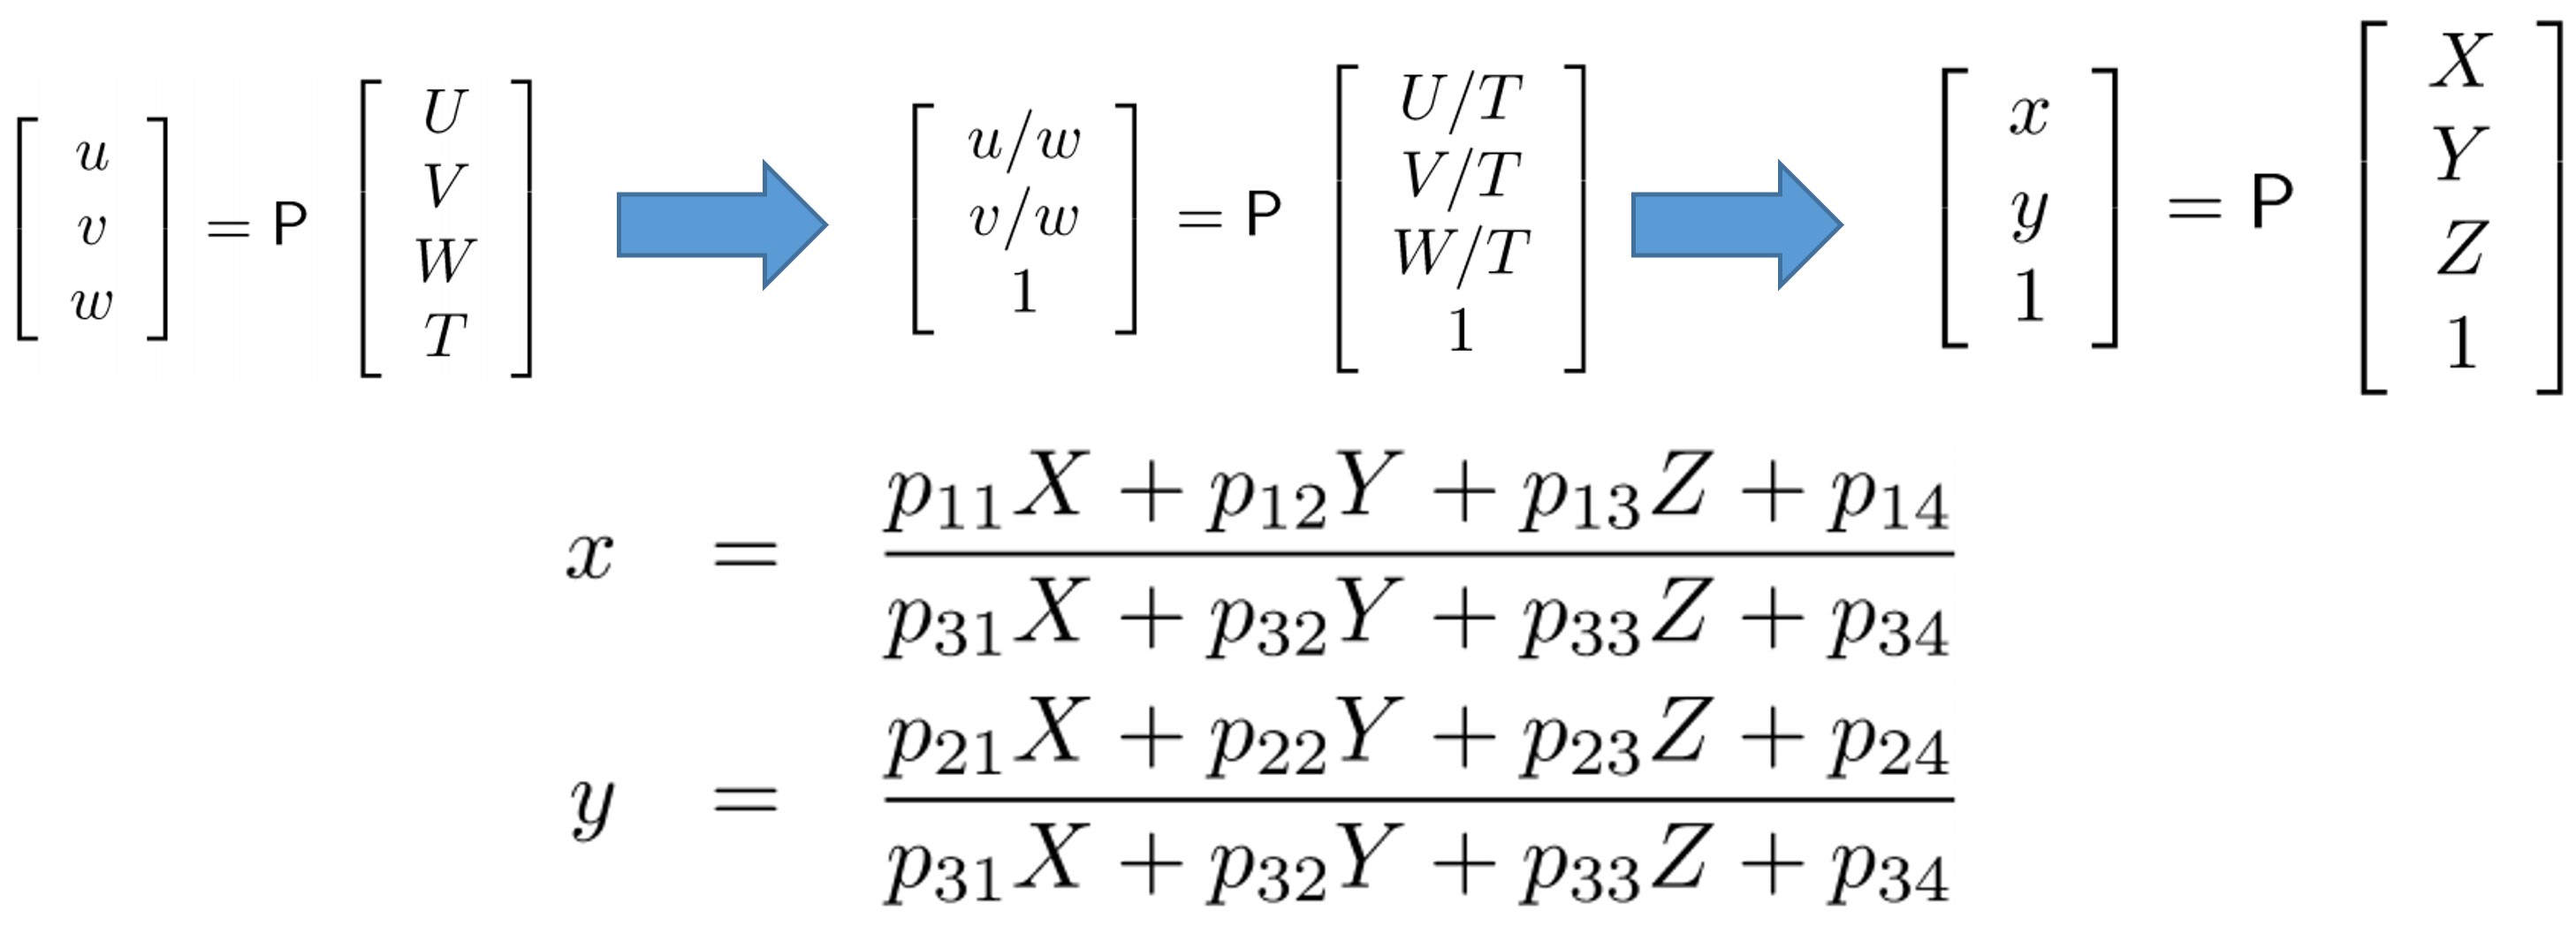 [ u v w ] = P [ U V W T ]
[ u/w v/w 1 ] = P [ U/T V/T W/T 1 ]
[ x y 1 ] = P [ X Y Z 1 ]
x = (p₁₁X + p₁₂Y + p₁₃Z + p₁₄) / (p₃₁X + p₃₂Y + p₃₃Z + p₃₄)
y = (p₂₁X + p₂₂Y + p₂₃Z + p₂₄) / (p₃₁X + p₃₂Y + p₃₃Z + p₃₄)